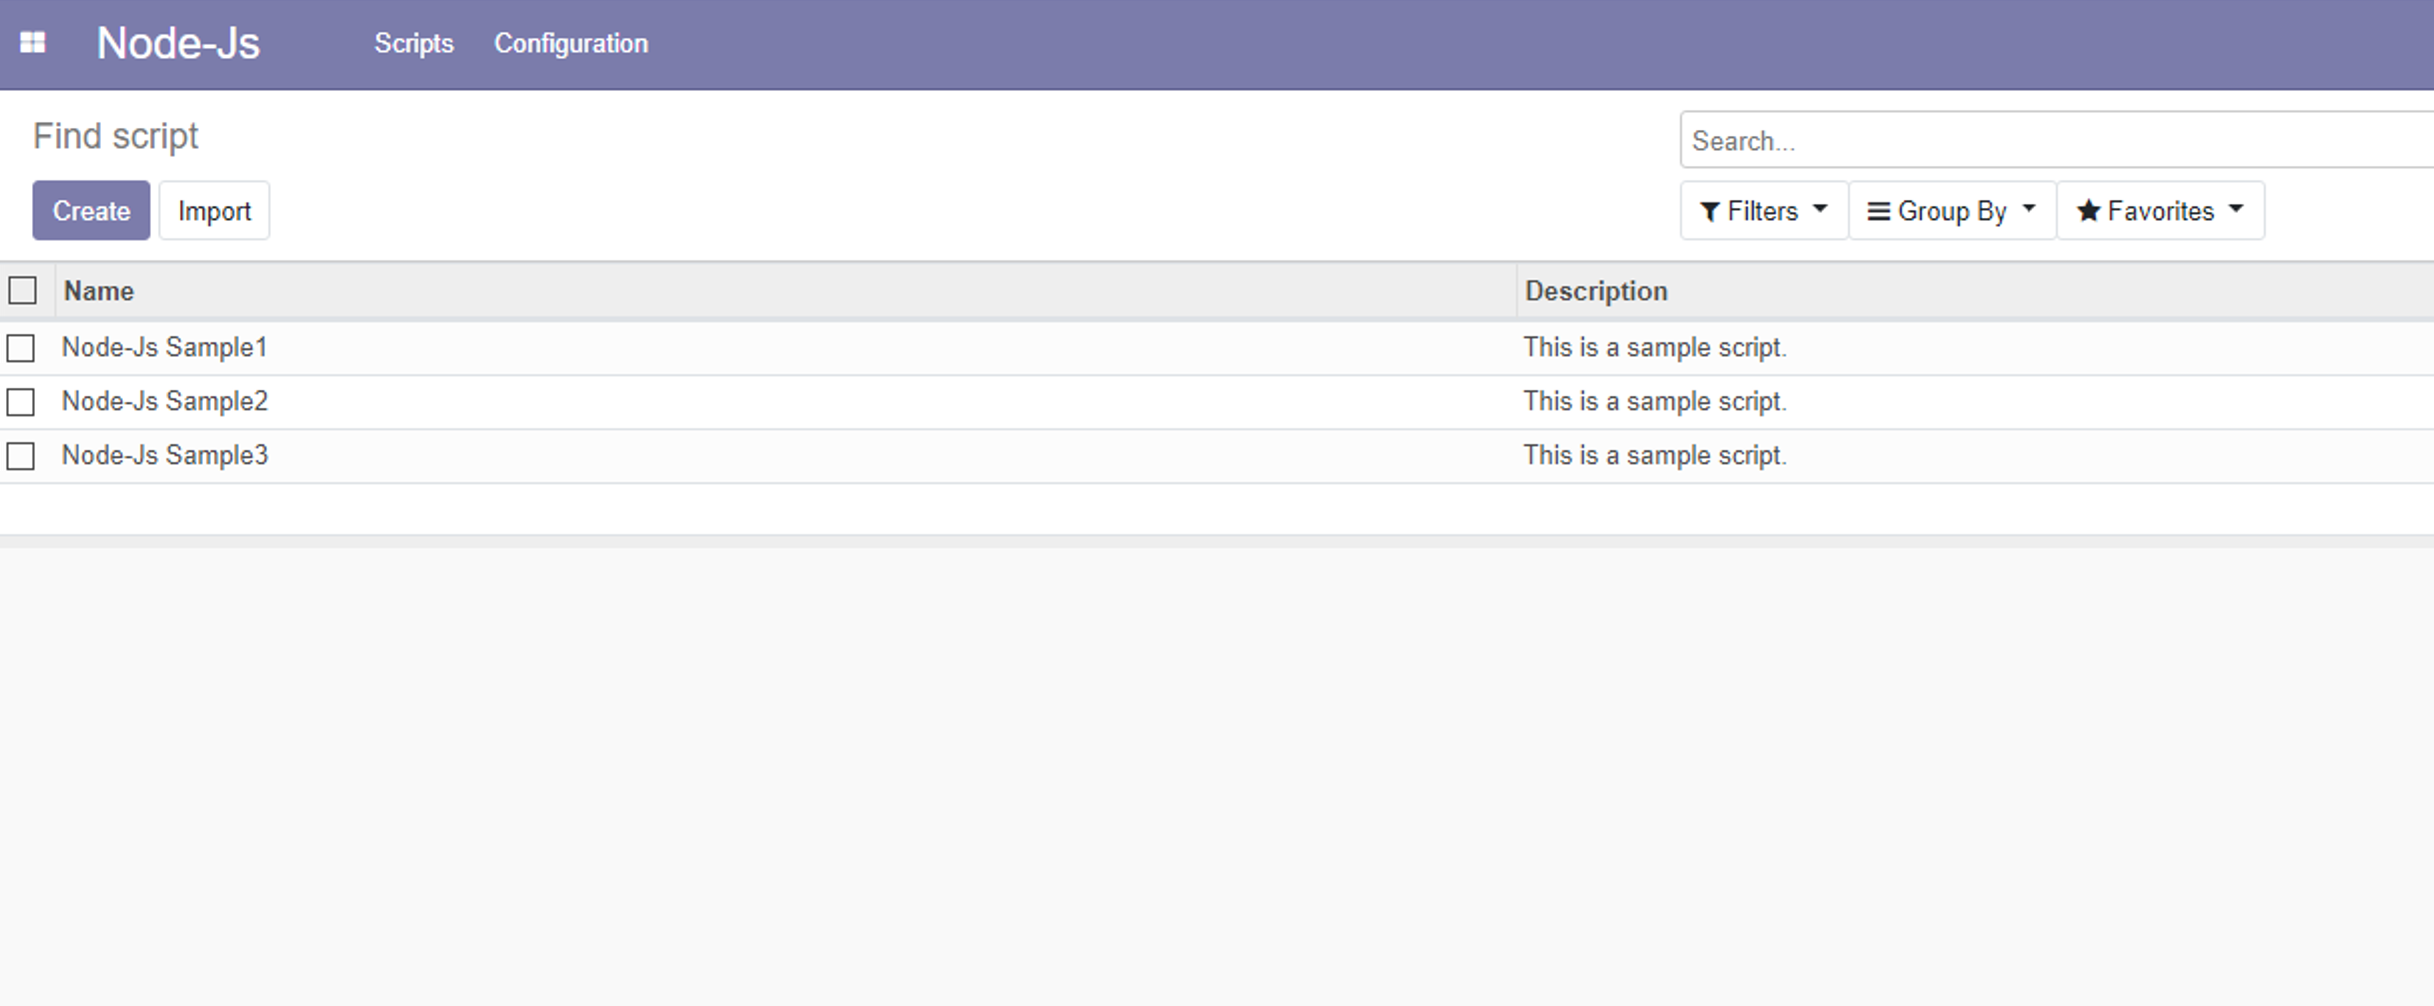 Node-Js Scripts Configuration
Find script
Search...
Create Import Filters Group By Favorites
Name Description
Node-Js Sample1 This is a sample script.
Node-Js Sample2 This is a sample script.
Node-Js Sample3 This is a sample script.